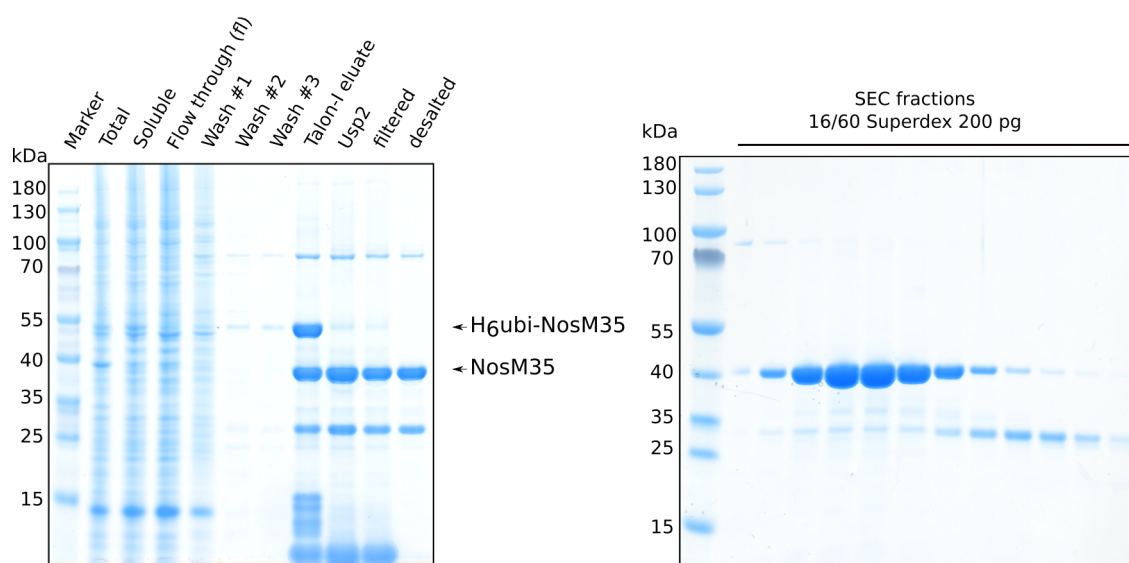 Marker
Total
Soluble
Flow through (fl)
Wash #1
Wash #2
Wash #3
Talon-I eluate
Usp2
filtered
desalted
kDa
180
130
100
70
55
40
35
25
15
H6ubi-NosM35
NosM35
SEC fractions
16/60 Superdex 200 pg
kDa
180
130
100
70
55
40
35
25
15